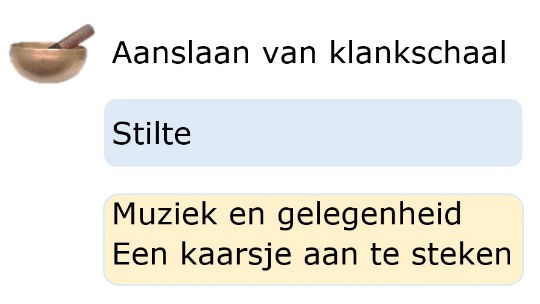 Aanslaan van klankschaal
Stilte
Muziek en gelegenheid
Een kaarsje aan te steken